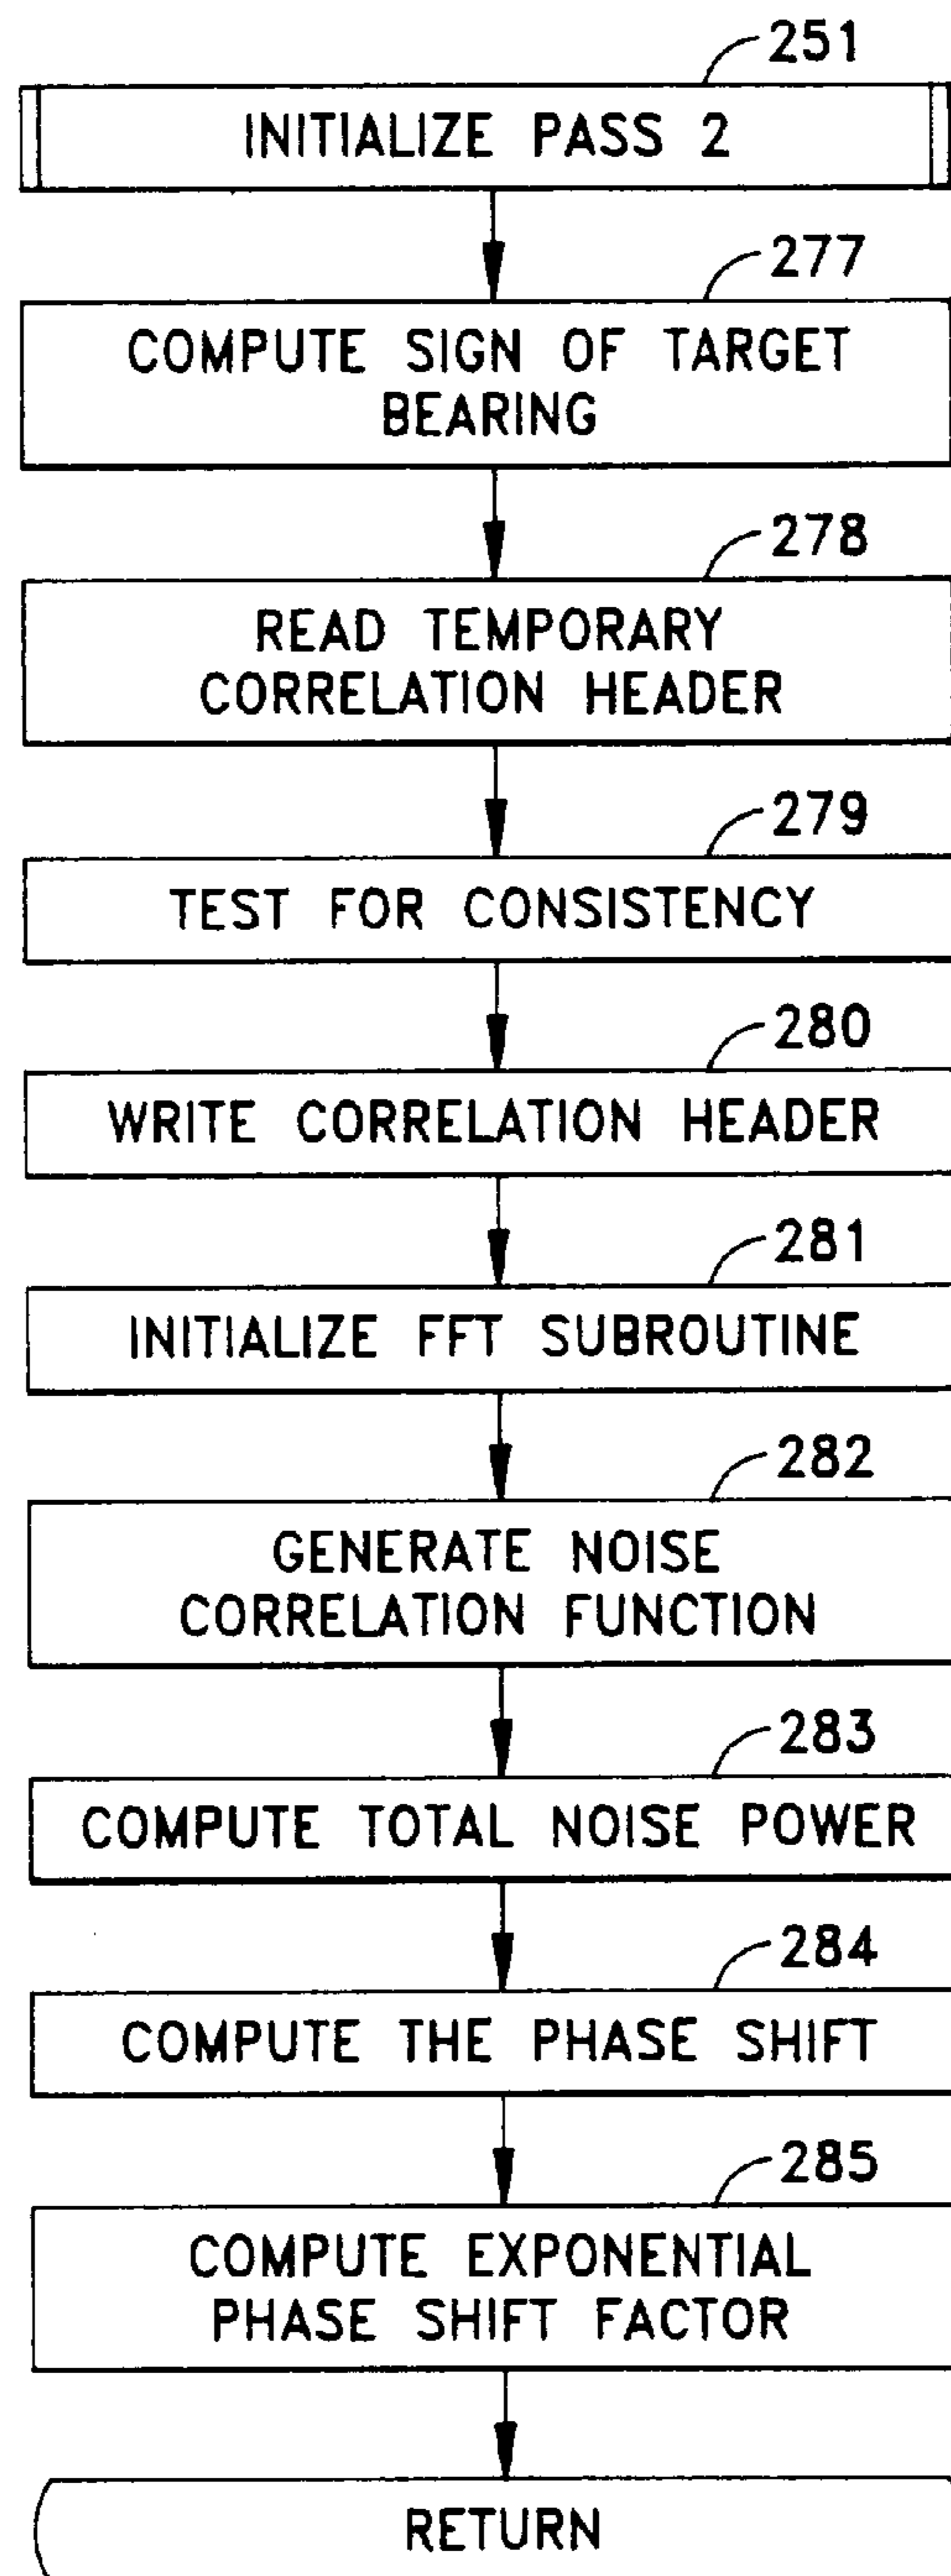 251
INITIALIZE PASS 2
277
COMPUTE SIGN OF TARGET
BEARING
278
READ TEMPORARY
CORRELATION HEADER
279
TEST FOR CONSISTENCY
280
WRITE CORRELATION HEADER
281
INITIALIZE FFT SUBROUTINE
282
GENERATE NOISE
CORRELATION FUNCTION
283
COMPUTE TOTAL NOISE POWER
284
COMPUTE THE PHASE SHIFT
285
COMPUTE EXPONENTIAL
PHASE SHIFT FACTOR
RETURN